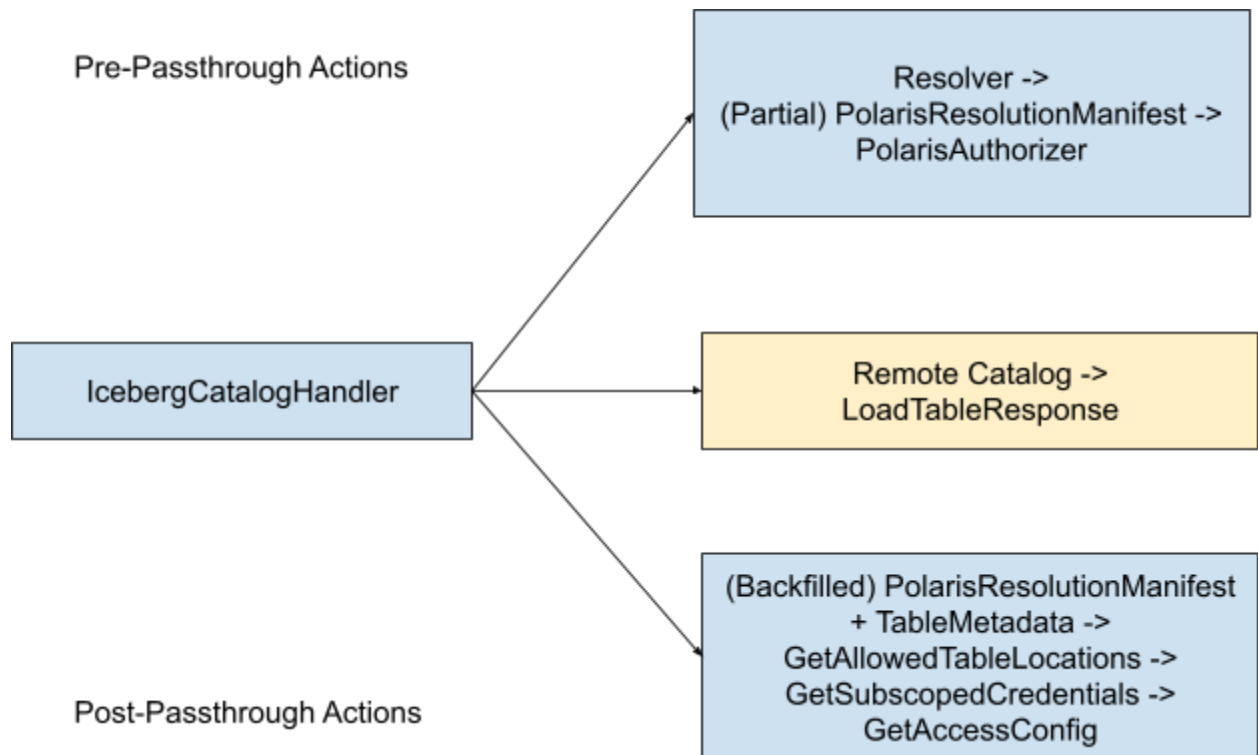 Pre-Passthrough Actions
Resolver ->
(Partial) PolarisResolutionManifest ->
PolarisAuthorizer
IcebergCatalogHandler
Remote Catalog ->
LoadTableResponse
(Backfilled) PolarisResolutionManifest
+ TableMetadata ->
GetAllowedTableLocations ->
GetSubscopedCredentials ->
GetAccessConfig
Post-Passthrough Actions